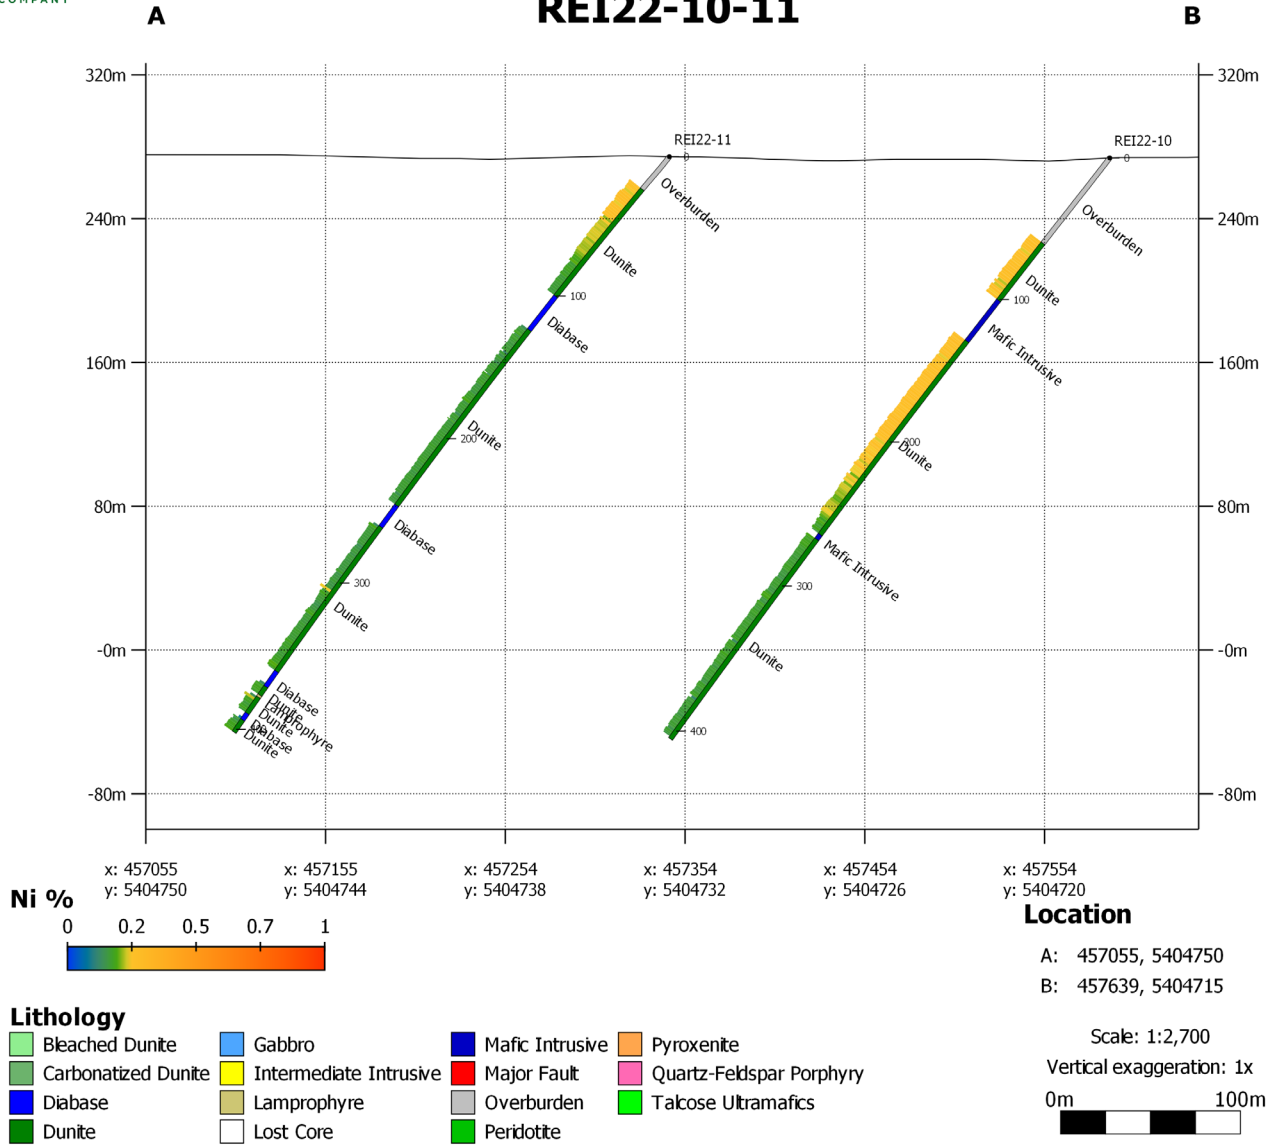 COMPANY
REI22-10-11
A
B
320m
320m
REI22-11
0
REI22-10
0
Overburden
Overburden
240m
240m
Dunite
Dunite
100
100
Diabase
Mafic Intrusive
160m
160m
Dunite
200
200
Dunite
80m
80m
Diabase
Mafic Intrusive
300
300
Dunite
Dunite
-0m
-0m
Diabase
Dunite
Lamprophyre
Dunite
Diabase
Dunite
400
-80m
-80m
x: 457055
y: 5404750
x: 457155
y: 5404744
x: 457254
y: 5404738
x: 457354
y: 5404732
x: 457454
y: 5404726
x: 457554
y: 5404720
Ni %
0 0.2 0.5 0.7 1
Location
A: 457055, 5404750
B: 457639, 5404715
Scale: 1:2,700
Vertical exaggeration: 1x
0m 100m
Lithology
Bleached Dunite
Carbonatized Dunite
Diabase
Dunite
Gabbro
Intermediate Intrusive
Lamprophyre
Lost Core
Mafic Intrusive
Major Fault
Overburden
Peridotite
Pyroxenite
Quartz-Feldspar Porphyry
Talcose Ultramafics